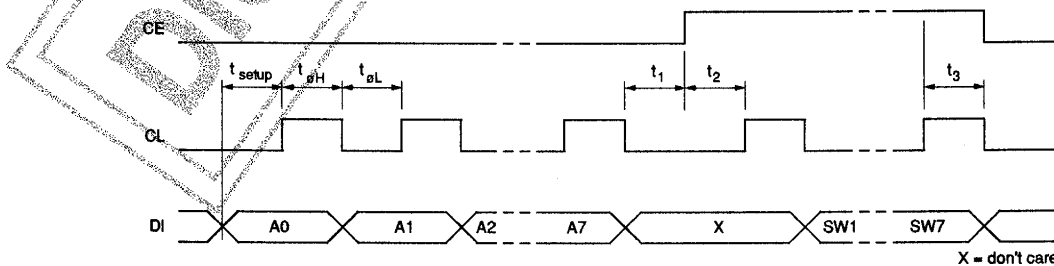 CE
t setup t øH t øL t1 t2 t3
CL
DI A0 A1 A2 A7 X SW1 SW7
X = don't care